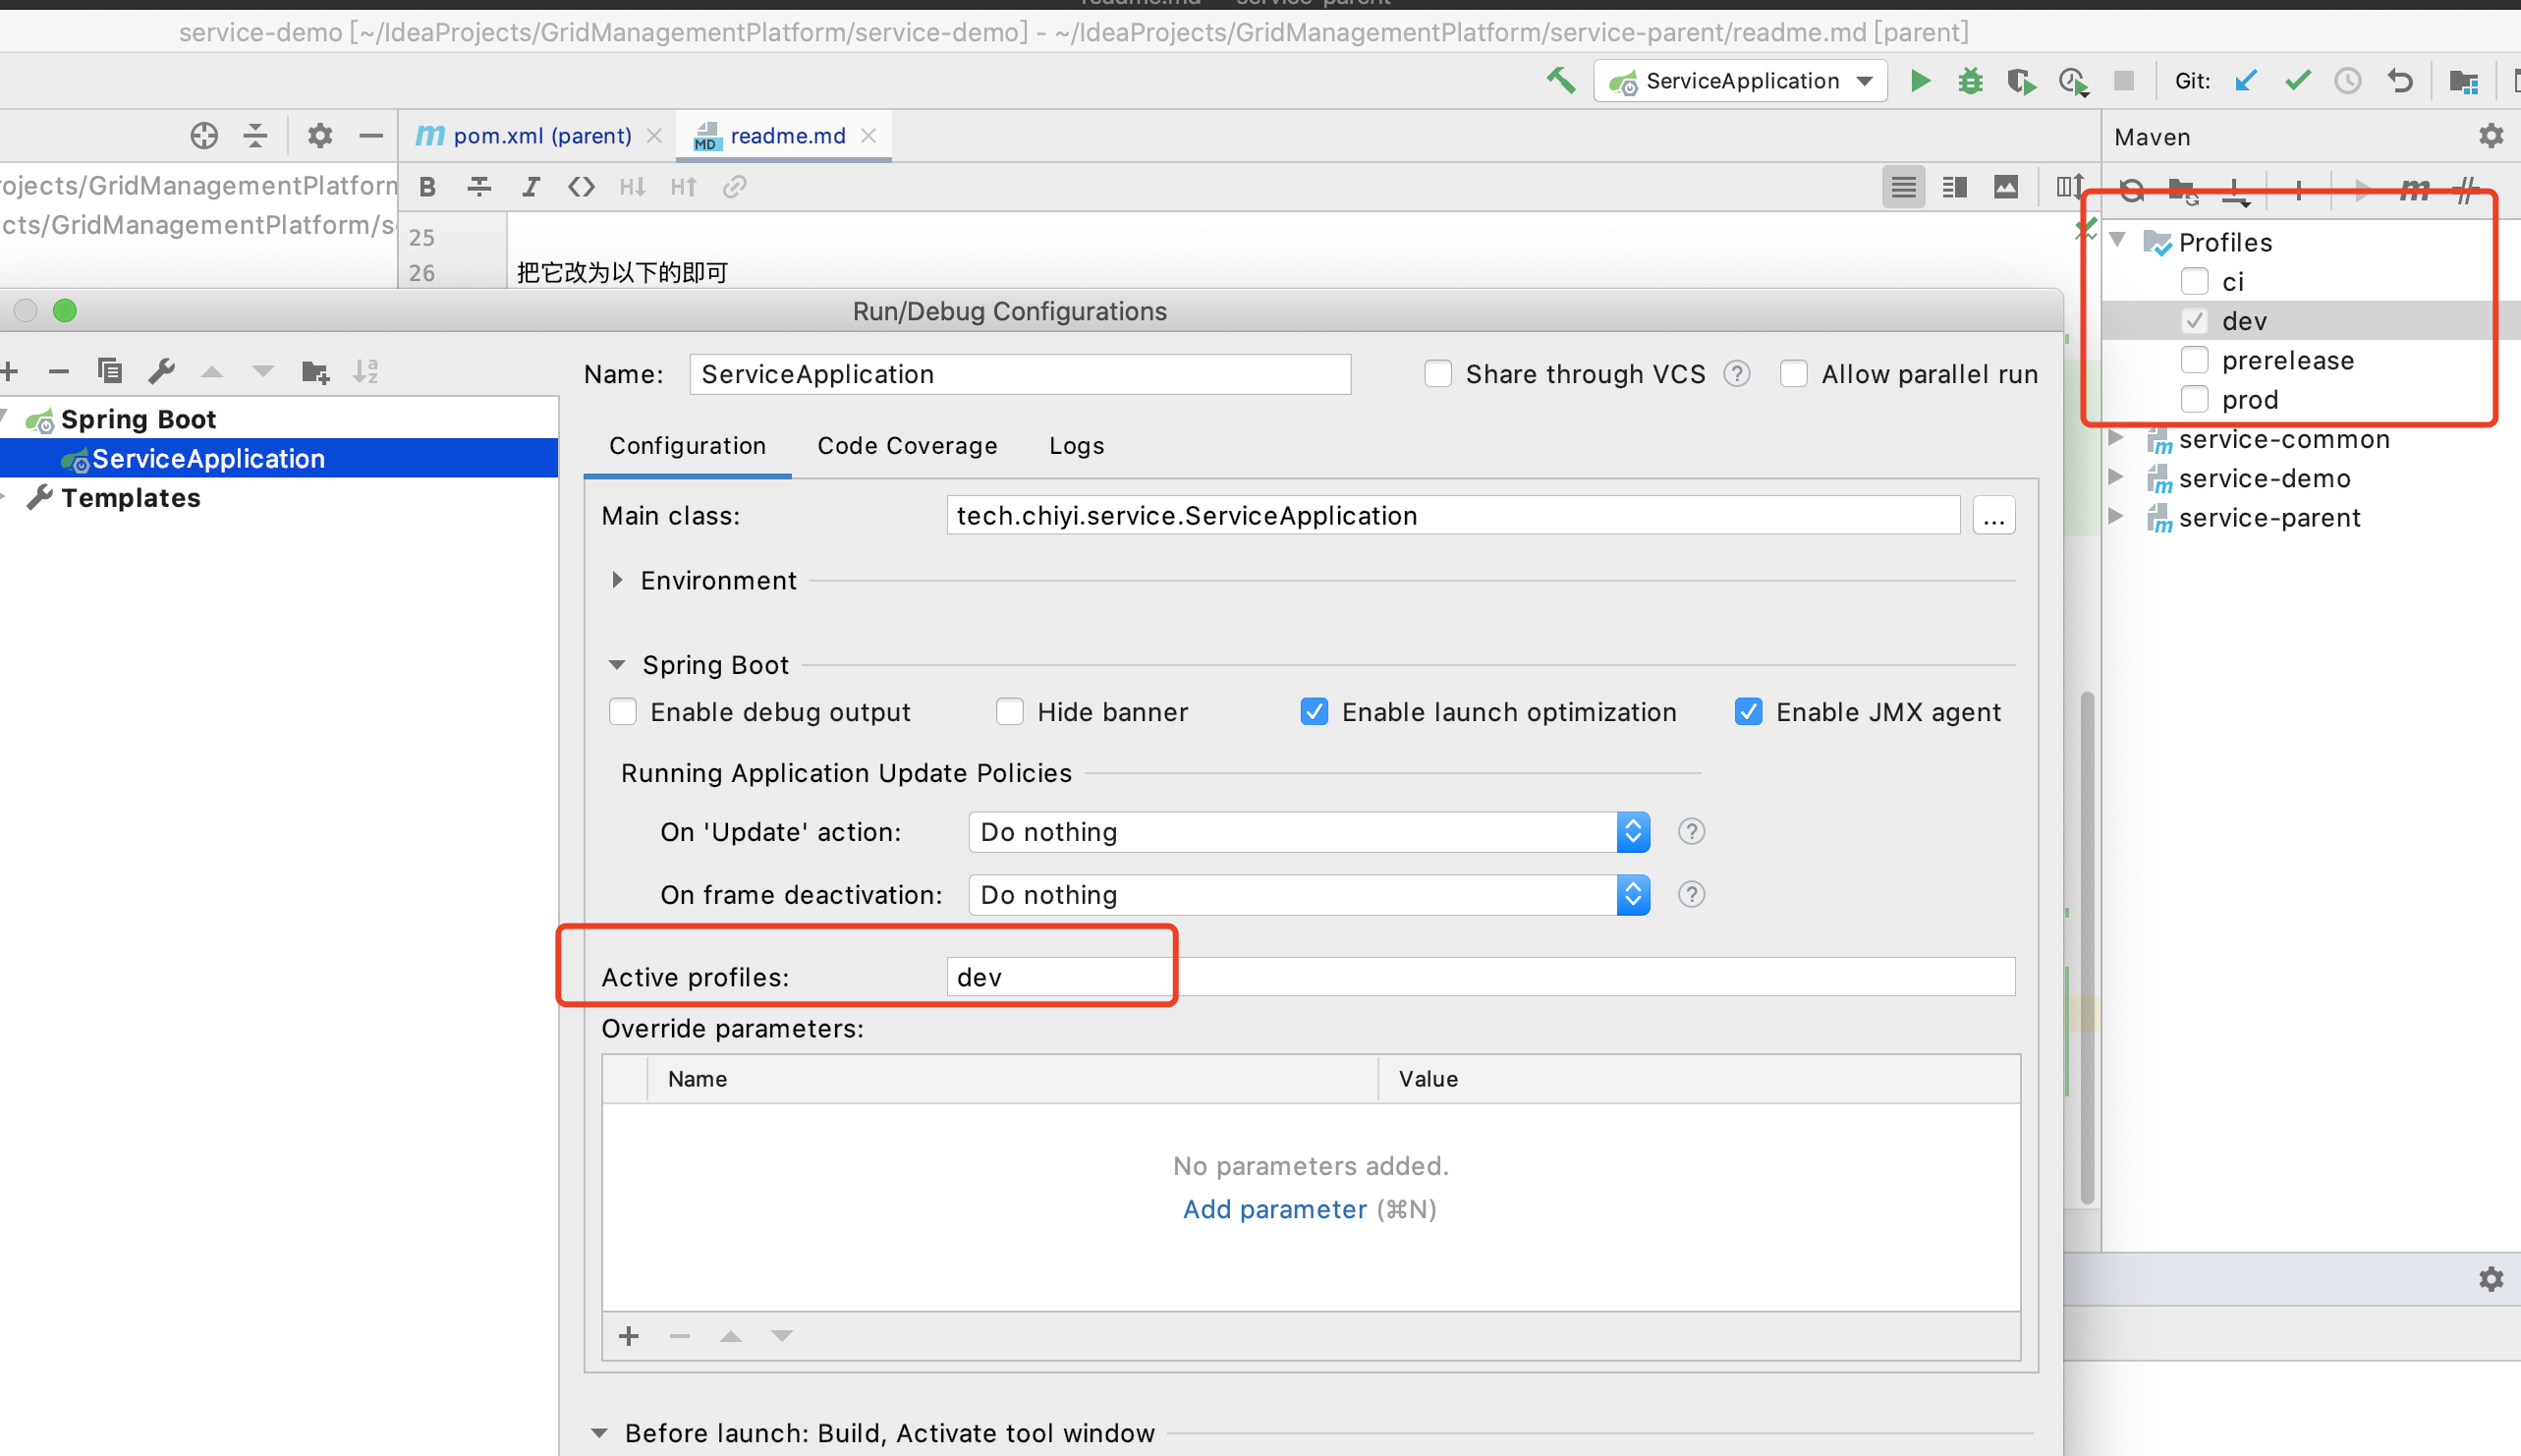 service-demo [~/IdeaProjects/GridManagementPlatform/service-demo] - ~/IdeaProjects/GridManagementPlatform/service-parent/readme.md [parent]
ServiceApplication
Git:
pom.xml (parent)
readme.md
Maven
rojects/GridManagementPlatform
cts/GridManagementPlatform/s
25
26 把它改为以下的即可
Profiles
ci
dev
prerelease
prod
service-common
service-demo
service-parent
Run/Debug Configurations
Spring Boot
ServiceApplication
Templates
Name: ServiceApplication
Share through VCS
Allow parallel run
Configuration Code Coverage Logs
Main class: tech.chiyi.service.ServiceApplication ...
Environment
Spring Boot
Enable debug output Hide banner Enable launch optimization Enable JMX agent
Running Application Update Policies
On 'Update' action: Do nothing ?
On frame deactivation: Do nothing ?
Active profiles: dev
Override parameters:
Name Value
No parameters added.
Add parameter (⌘N)
Before launch: Build, Activate tool window